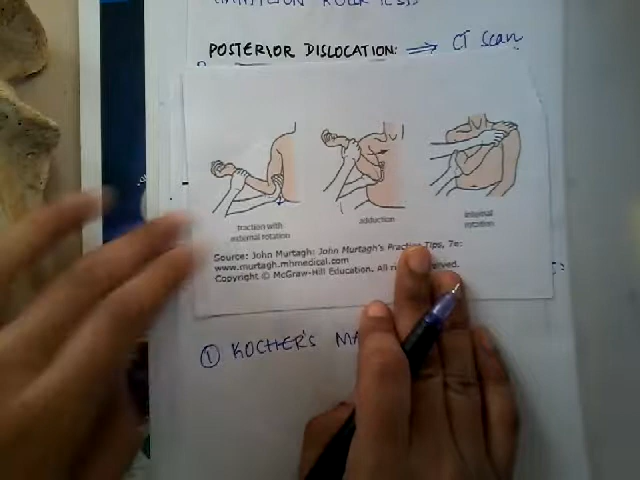 POSTERIOR DISLOCATION: ⇒ CT Scan
traction with
external rotation
adduction
internal
rotation
Source: John Murtagh: John Murtagh's Practice Tips, 7e:
www.murtagh.mhmedical.com
Copyright © McGraw-Hill Education. All reserved.
① KOCHER'S